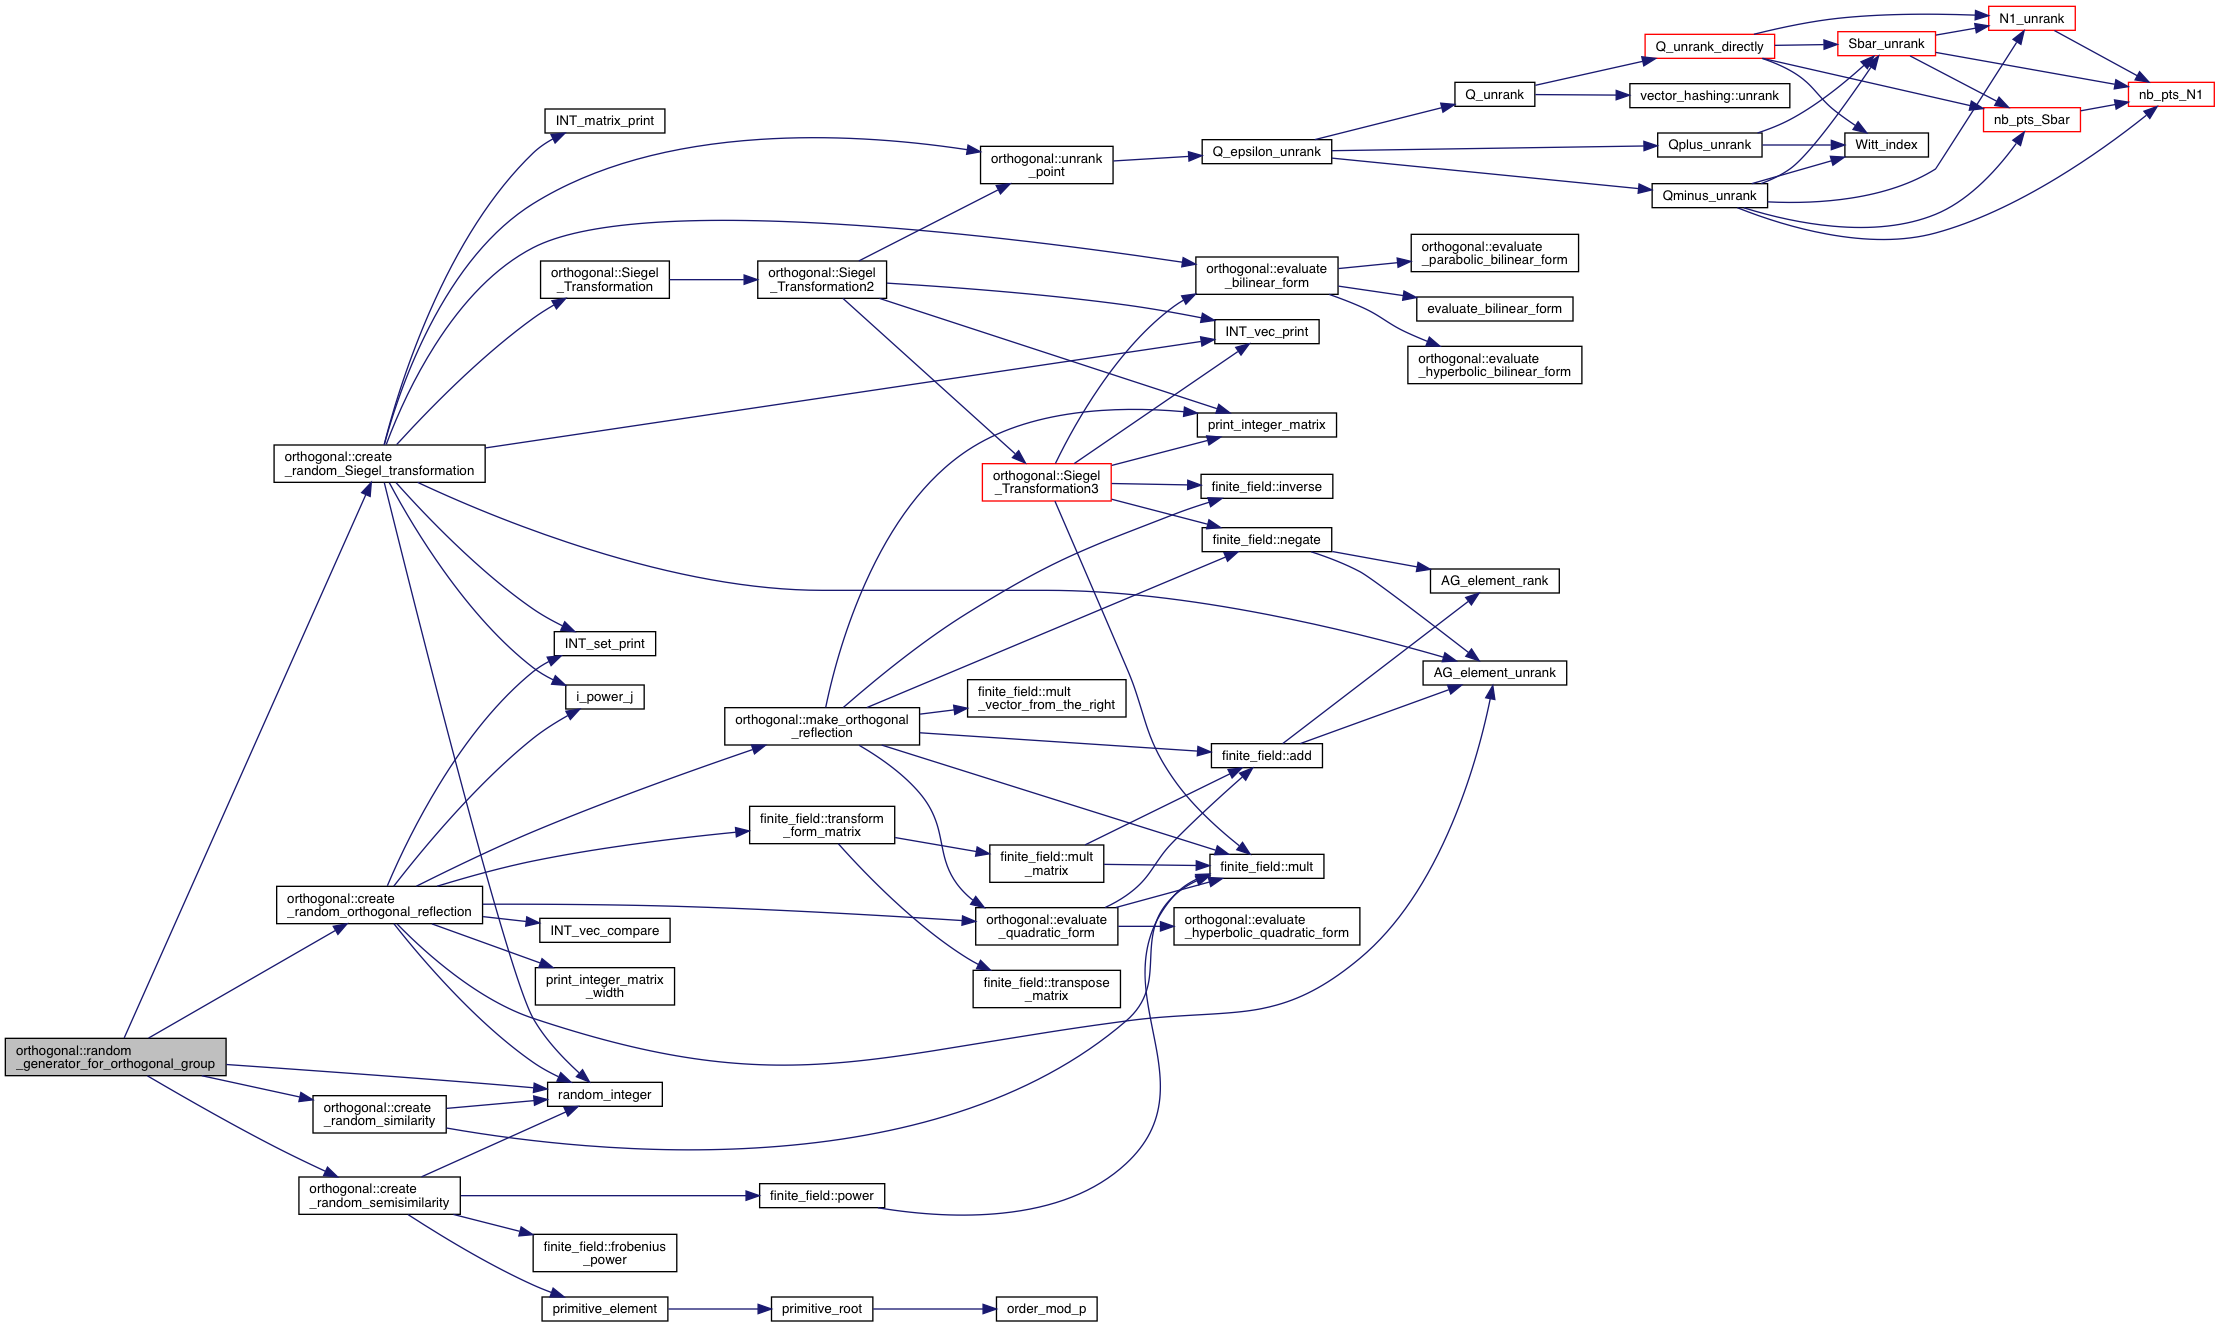 orthogonal::random
_generator_for_orthogonal_group
orthogonal::create
_random_Siegel_transformation
orthogonal::create
_random_orthogonal_reflection
orthogonal::create
_random_similarity
orthogonal::create
_random_semisimilarity
INT_matrix_print
orthogonal::Siegel
_Transformation
INT_set_print
i_power_j
INT_vec_compare
print_integer_matrix
_width
random_integer
finite_field::frobenius
_power
primitive_element
orthogonal::Siegel
_Transformation2
orthogonal::make_orthogonal
_reflection
finite_field::transform
_form_matrix
finite_field::power
primitive_root
orthogonal::unrank
_point
orthogonal::Siegel
_Transformation3
finite_field::mult
_vector_from_the_right
finite_field::mult
_matrix
orthogonal::evaluate
_quadratic_form
finite_field::transpose
_matrix
order_mod_p
Q_epsilon_unrank
orthogonal::evaluate
_bilinear_form
INT_vec_print
print_integer_matrix
finite_field::inverse
finite_field::negate
finite_field::add
finite_field::mult
orthogonal::evaluate
_hyperbolic_quadratic_form
Q_unrank
orthogonal::evaluate
_parabolic_bilinear_form
evaluate_bilinear_form
orthogonal::evaluate
_hyperbolic_bilinear_form
AG_element_rank
AG_element_unrank
Q_unrank_directly
vector_hashing::unrank
Qplus_unrank
Qminus_unrank
Sbar_unrank
Witt_index
N1_unrank
nb_pts_Sbar
nb_pts_N1